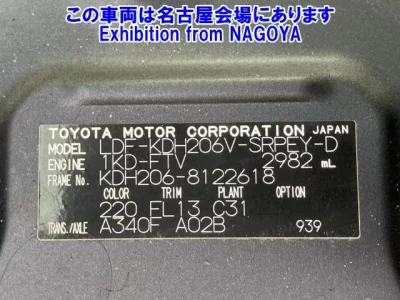 この車両は名古屋会場にあります
Exhibition from NAGOYA
TOYOTA MOTOR CORPORATION JAPAN
MODEL LDF-KDH206V-SRPEY-D
ENGINE 1KD-FTV 2982 mL
FRAME No. KDH206-8122618
COLOR TRIM PLANT OPTION
220 FL13 C31
TRANS./AXLE A340F A02B 939